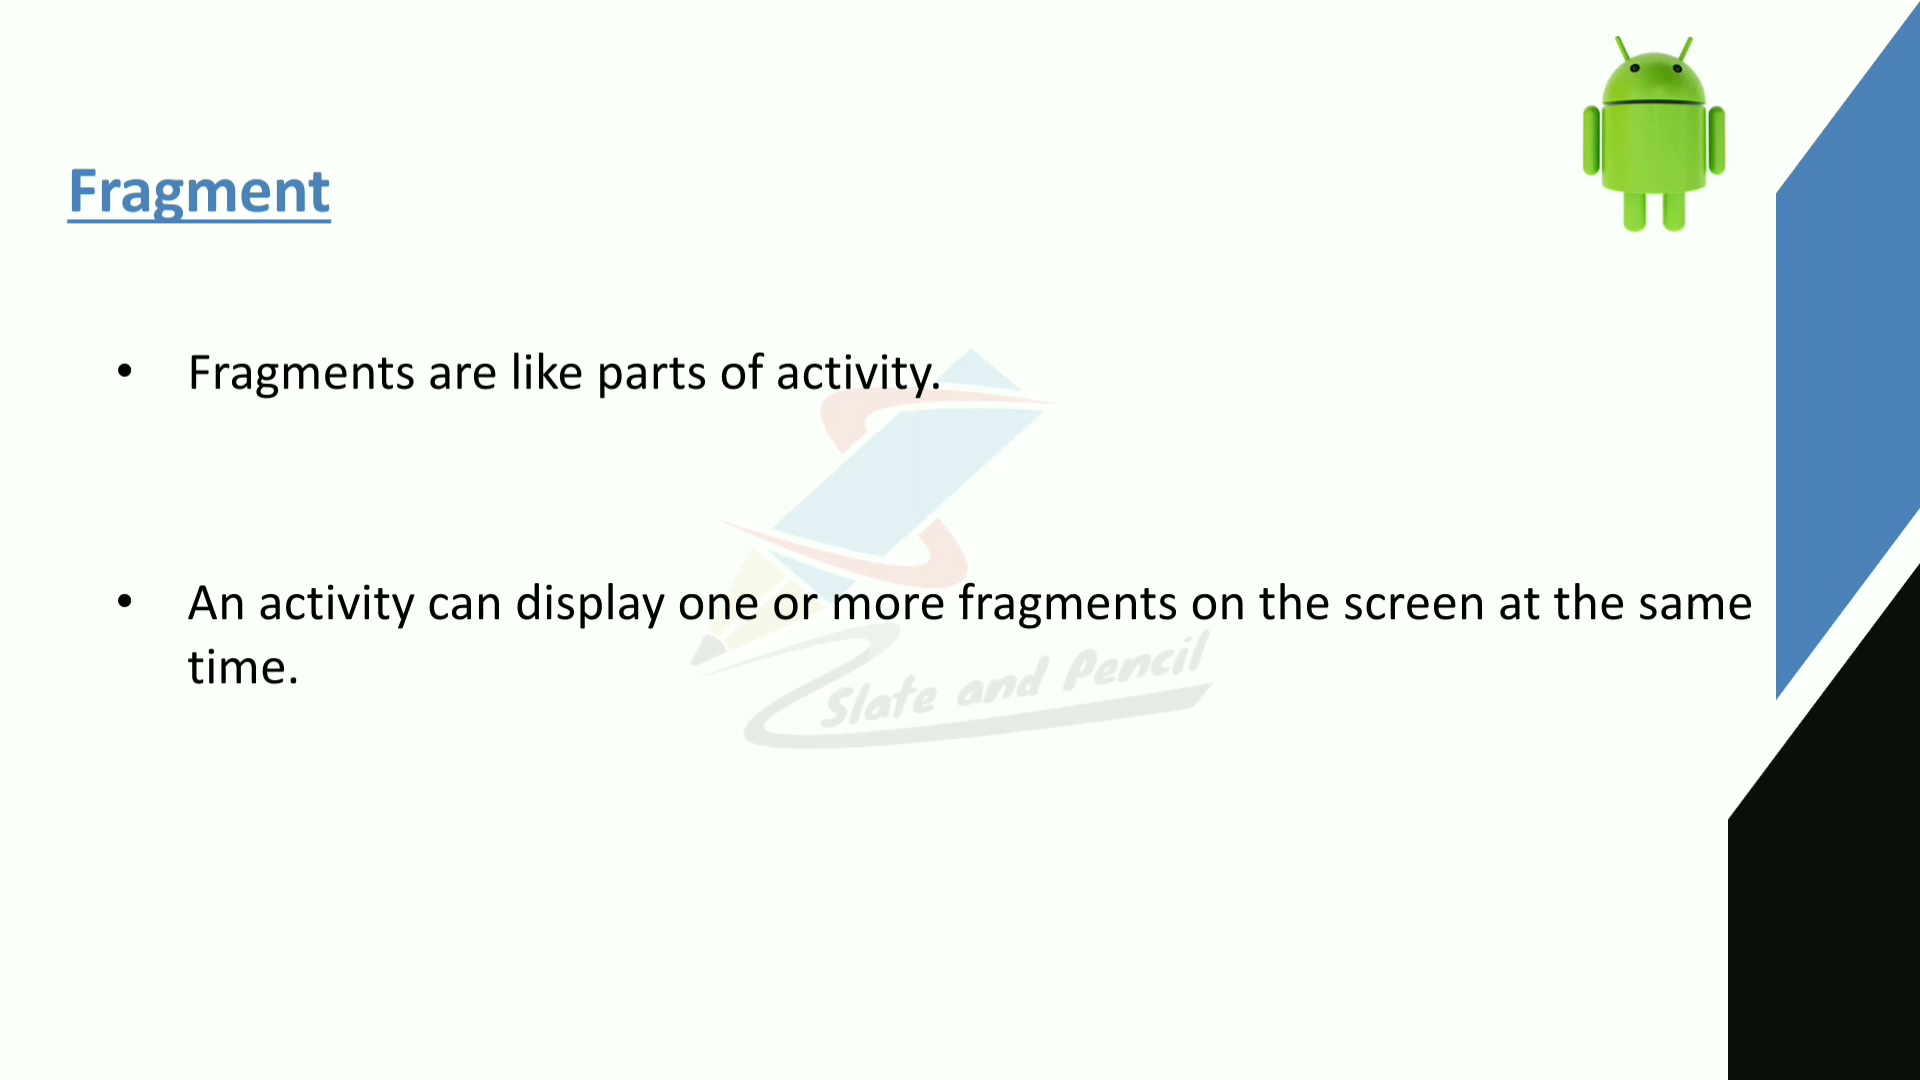 Fragment
• Fragments are like parts of activity.
• An activity can display one or more fragments on the screen at the same
time.
Slate and Pencil